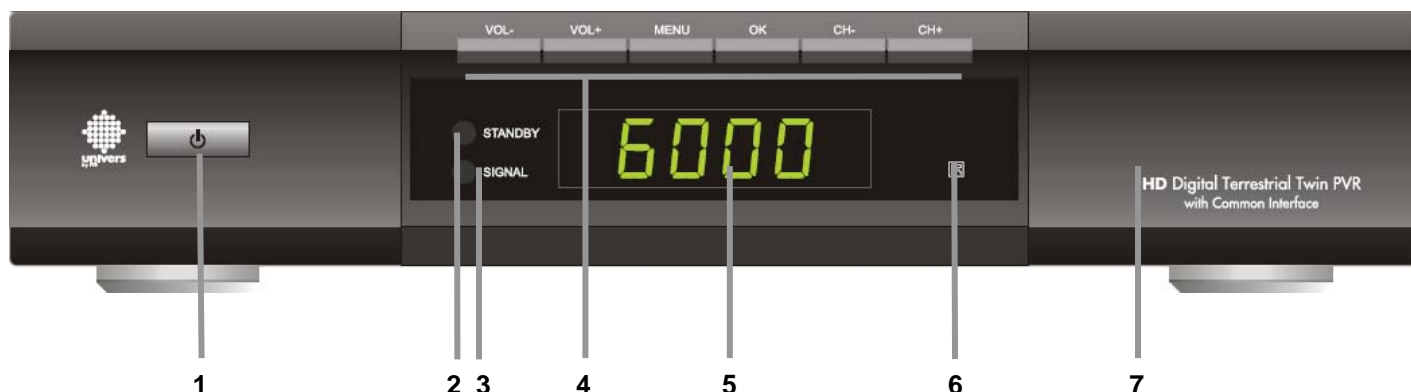 VOL- VOL+ MENU OK CH- CH+
STANDBY
SIGNAL
6000
univers
HD Digital Terrestrial Twin PVR
with Common Interface
1 2 3 4 5 6 7